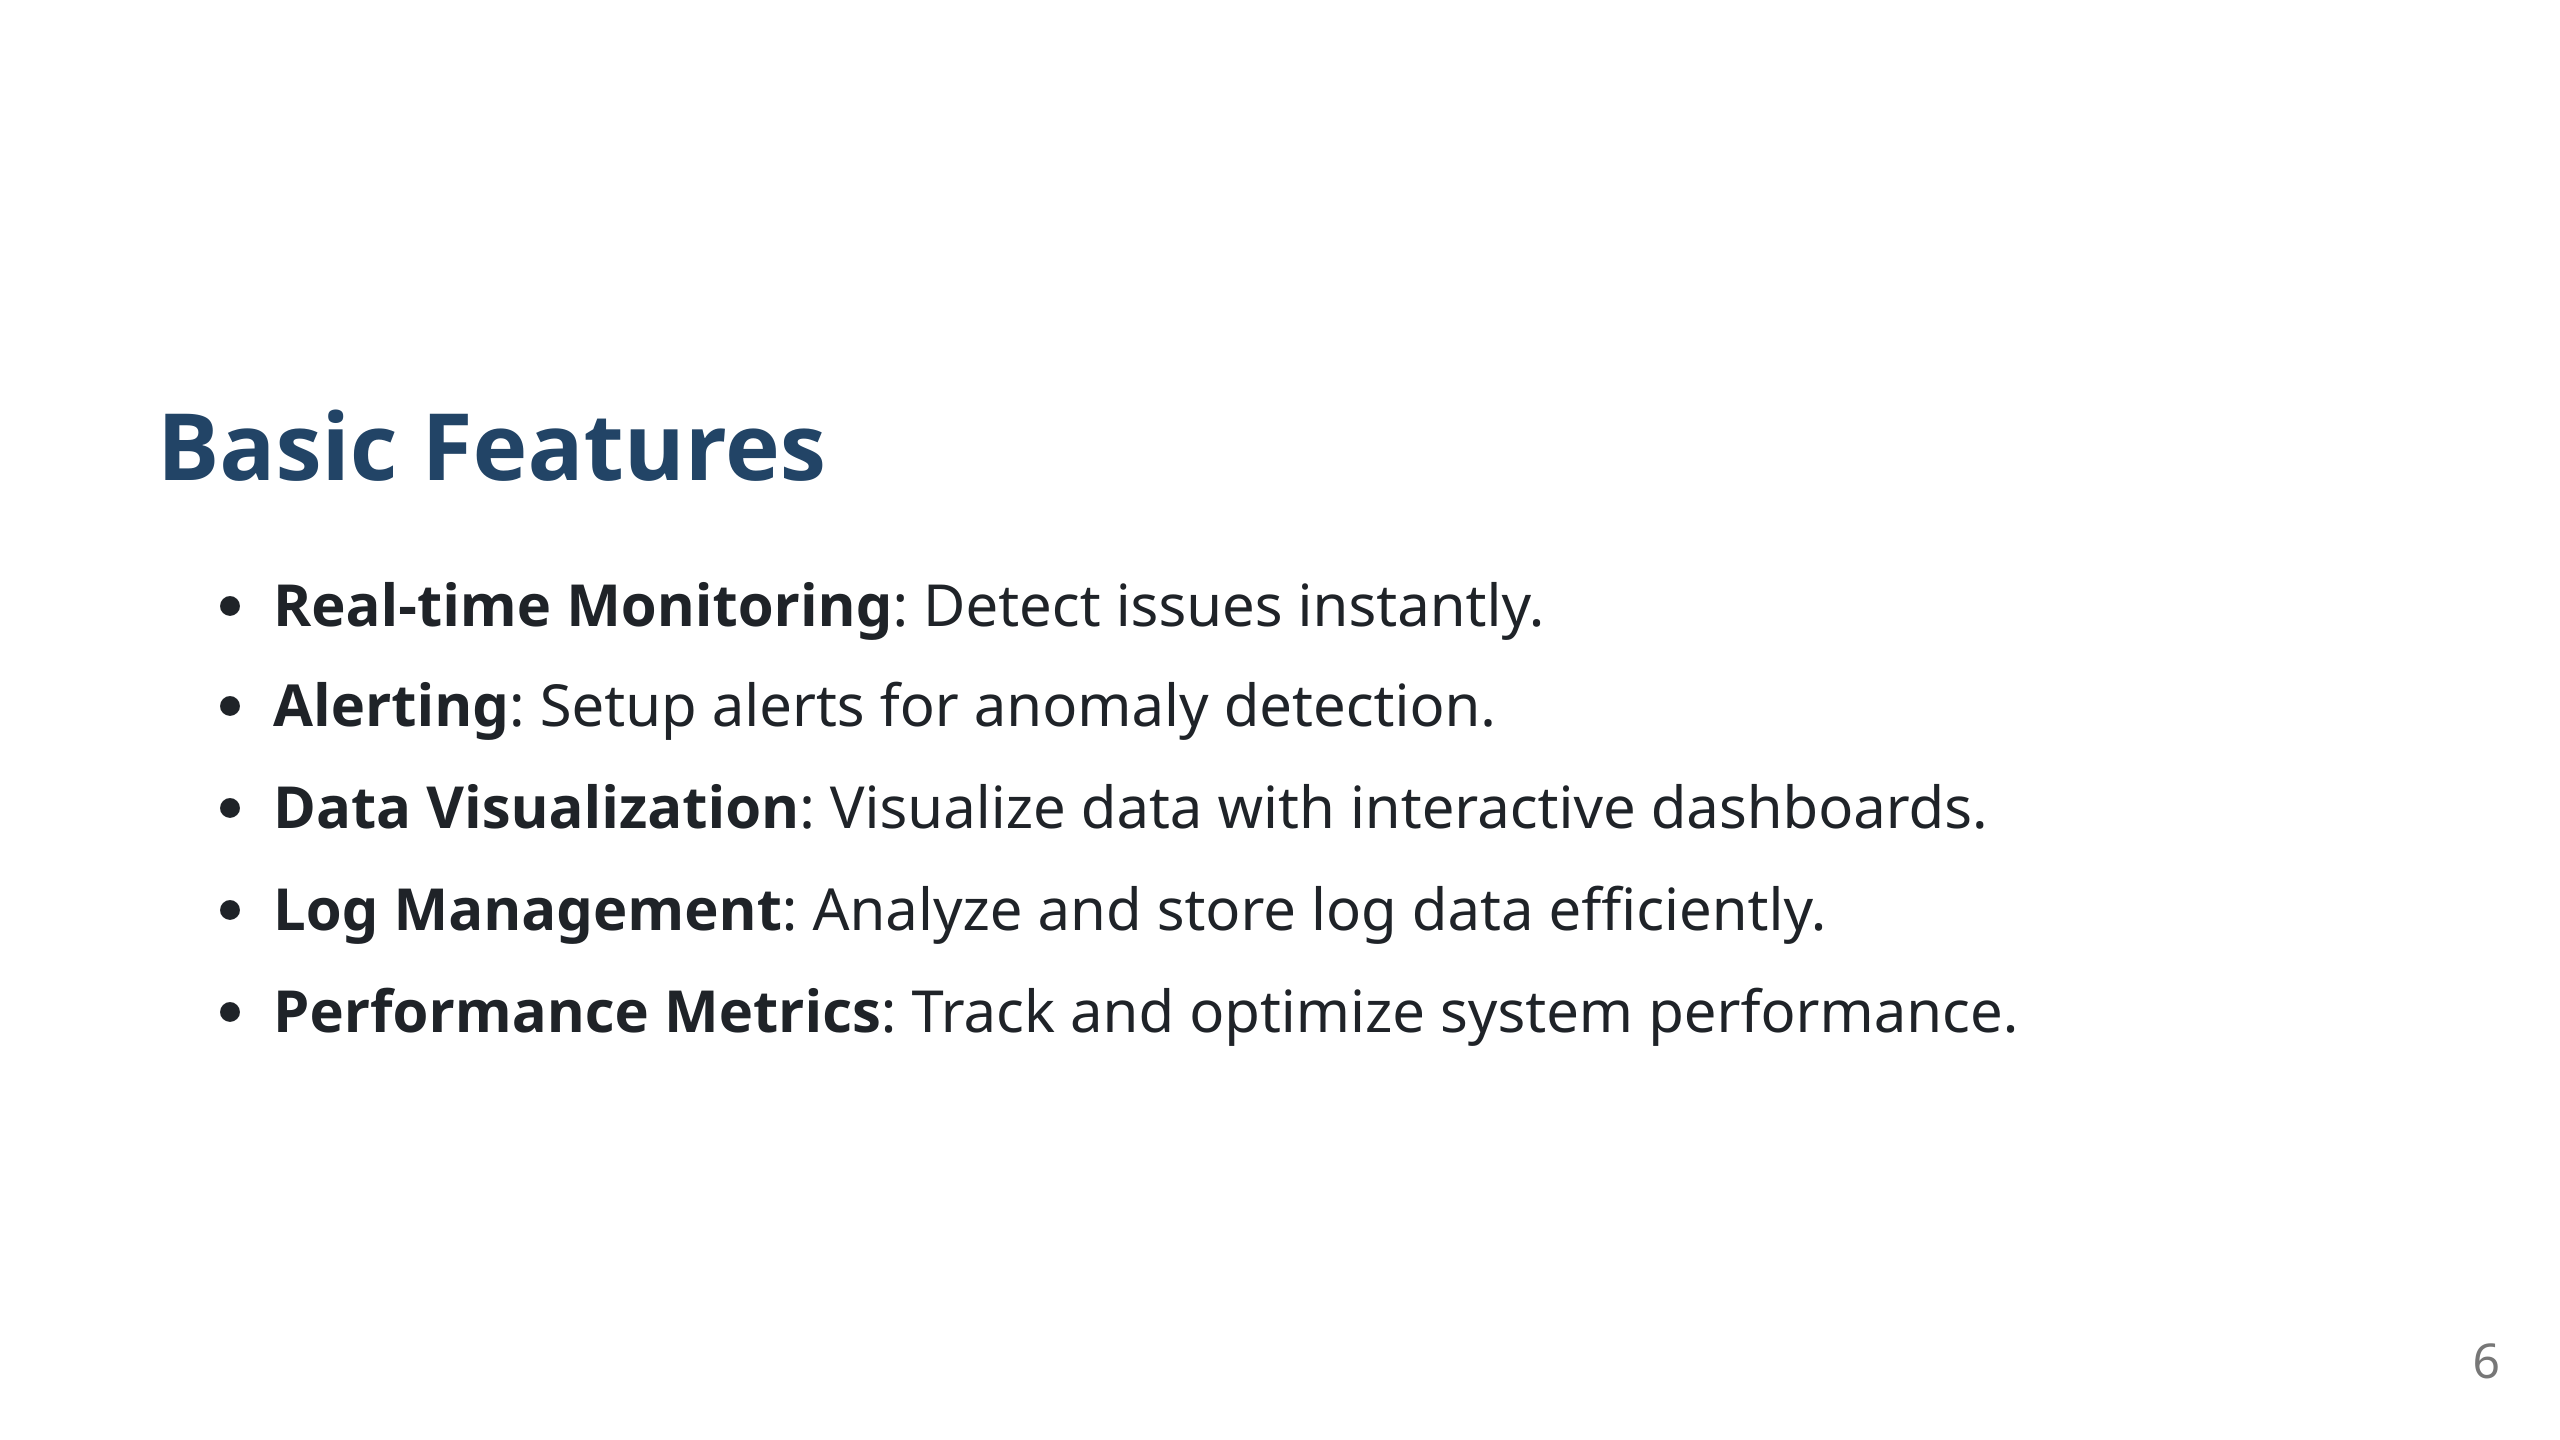 Basic Features
• Real-time Monitoring: Detect issues instantly.
• Alerting: Setup alerts for anomaly detection.
• Data Visualization: Visualize data with interactive dashboards.
• Log Management: Analyze and store log data efficiently.
• Performance Metrics: Track and optimize system performance.
6